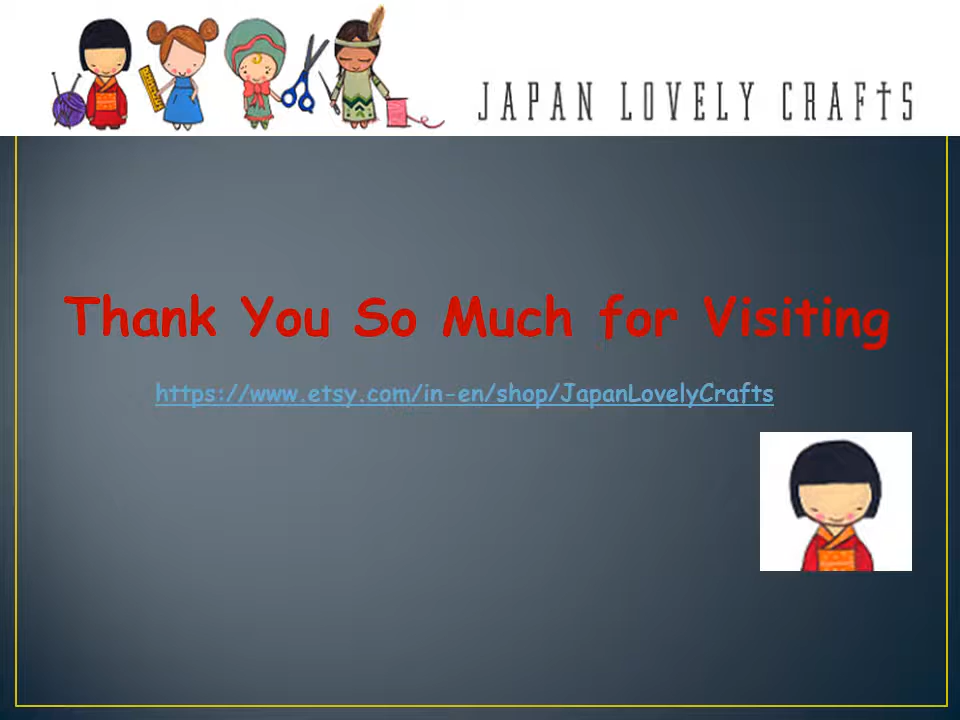 JAPAN LOVELY CRAFTS
Thank You So Much for Visiting
https://www.etsy.com/in-en/shop/JapanLovelyCrafts